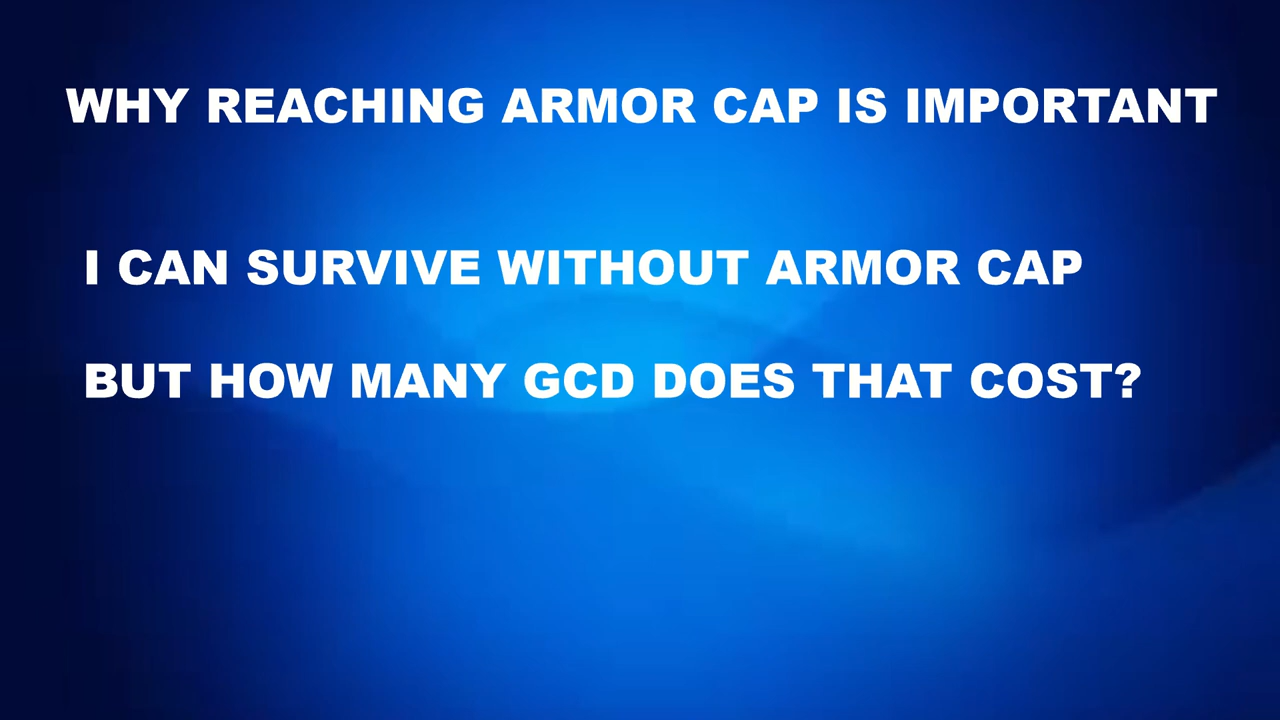 WHY REACHING ARMOR CAP IS IMPORTANT
I CAN SURVIVE WITHOUT ARMOR CAP
BUT HOW MANY GCD DOES THAT COST?